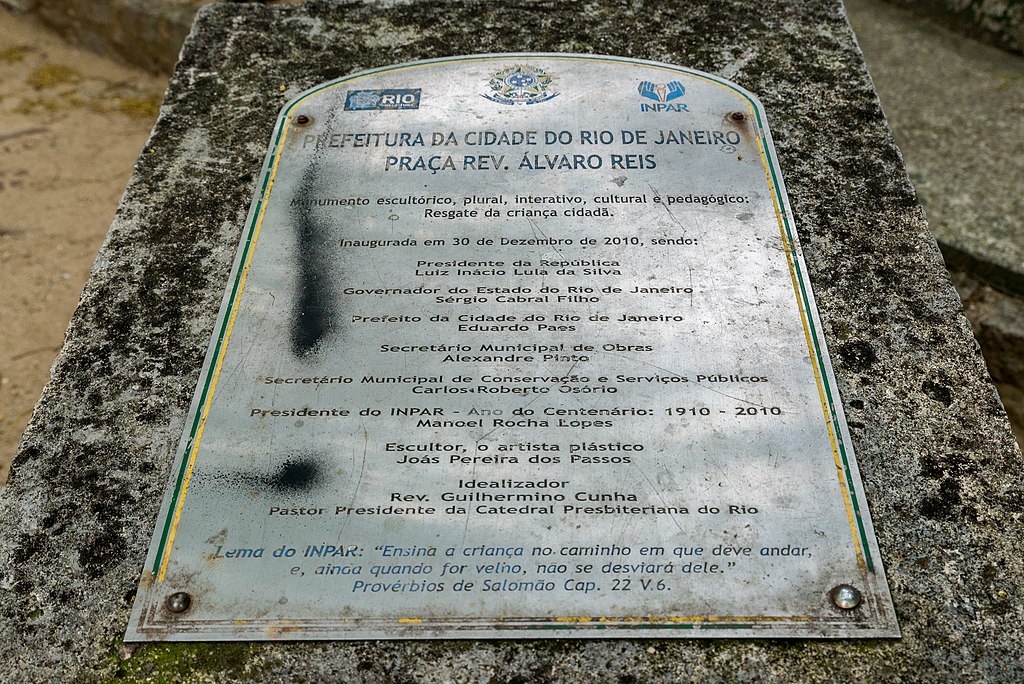 RIO
PREFEITURA
INPAR
PREFEITURA DA CIDADE DO RIO DE JANEIRO
PRAÇA REV. ÁLVARO REIS
Monumento escultórico, plural, interativo, cultural e pedagógico:
Resgate da criança cidadã.
Inaugurada em 30 de Dezembro de 2010, sendo:
Presidente da República
Luiz Inácio Lula da Silva
Governador do Estado do Rio de Janeiro
Sérgio Cabral Filho
Prefeito da Cidade do Rio de Janeiro
Eduardo Paes
Secretário Municipal de Obras
Alexandre Pinto
Secretário Municipal de Conservação e Serviços Públicos
Carlos Roberto Osório
Presidente do INPAR - Ano do Centenário: 1910 - 2010
Manoel Rocha Lopes
Escultor, o artista plástico
Joás Pereira dos Passos
Idealizador
Rev. Guilhermino Cunha
Pastor Presidente da Catedral Presbiteriana do Rio
Lema do INPAR: “Ensina a criança no caminho em que deve andar,
e, ainda quando for velho, não se desviará dele.”
Provérbios de Salomão Cap. 22 V.6.